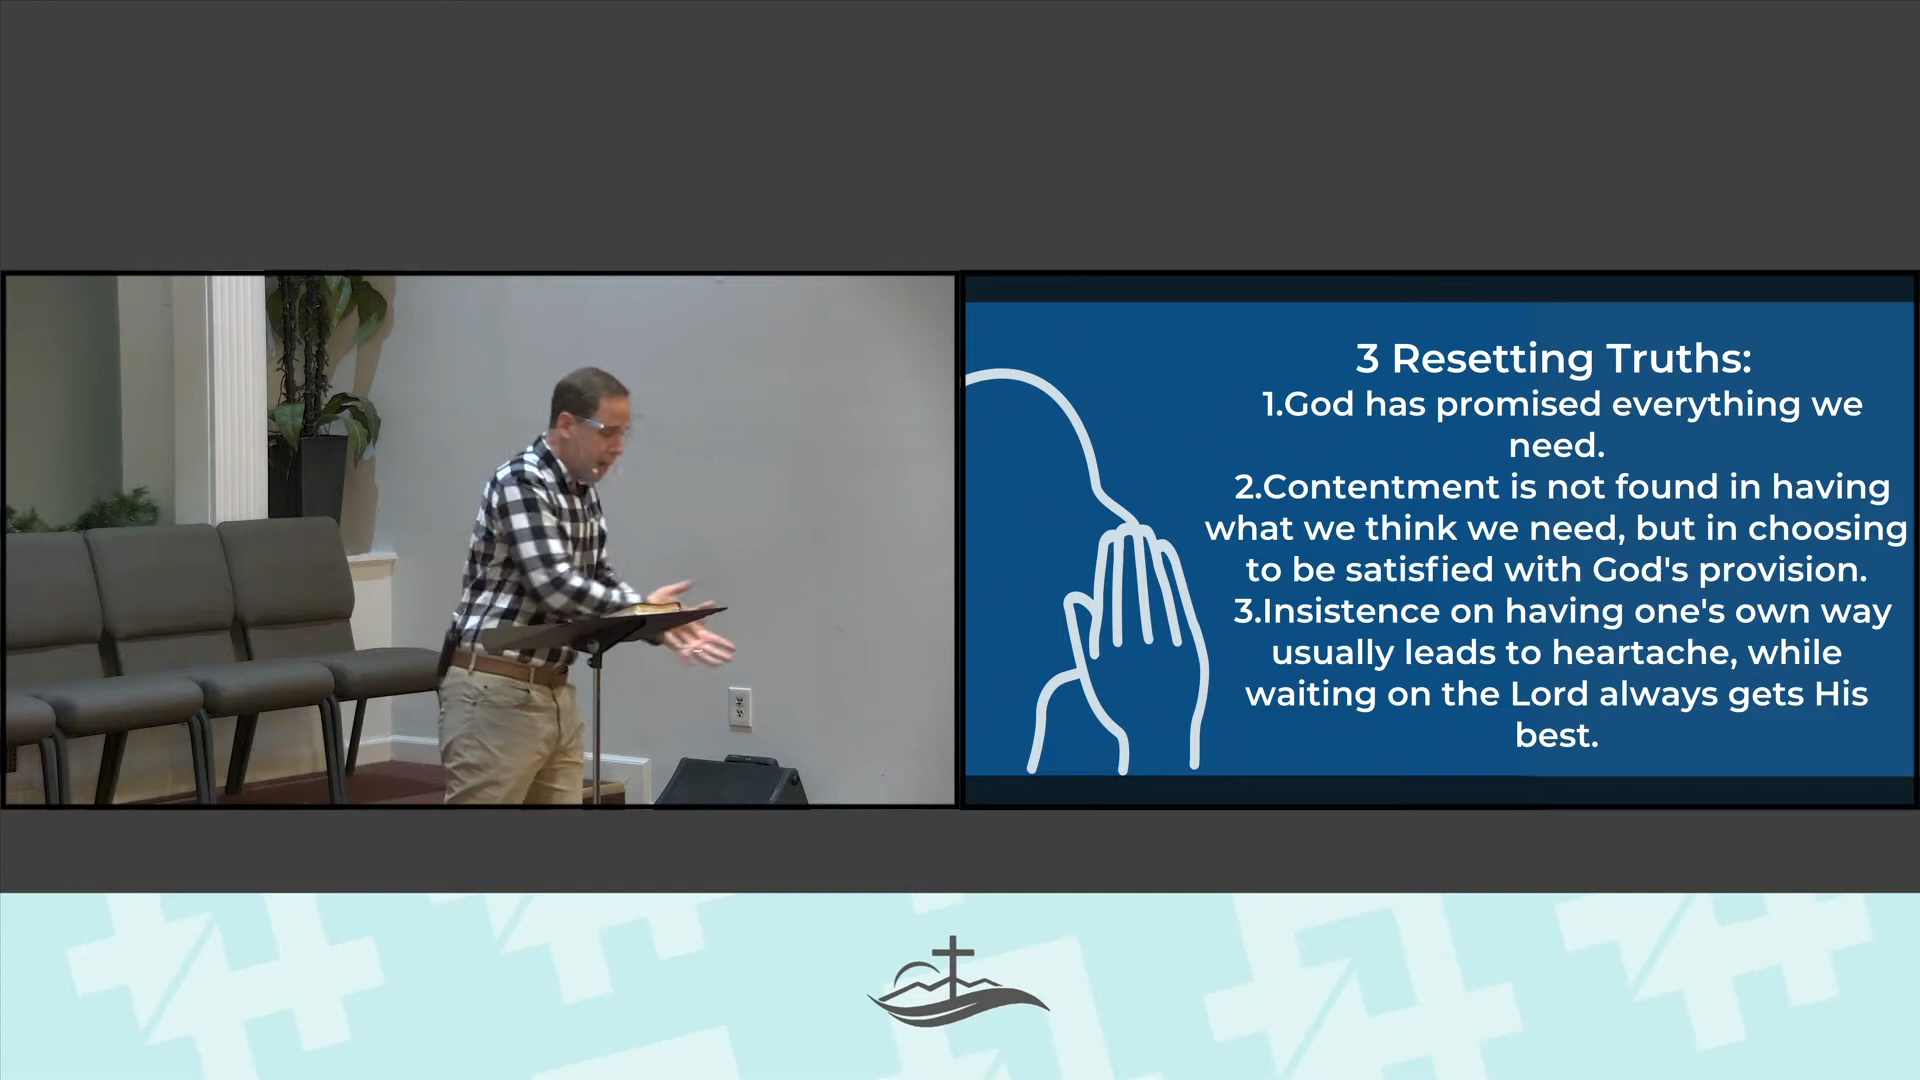 3 Resetting Truths:
1.God has promised everything we
need.
2.Contentment is not found in having
what we think we need, but in choosing
to be satisfied with God's provision.
3.Insistence on having one's own way
usually leads to heartache, while
waiting on the Lord always gets His
best.